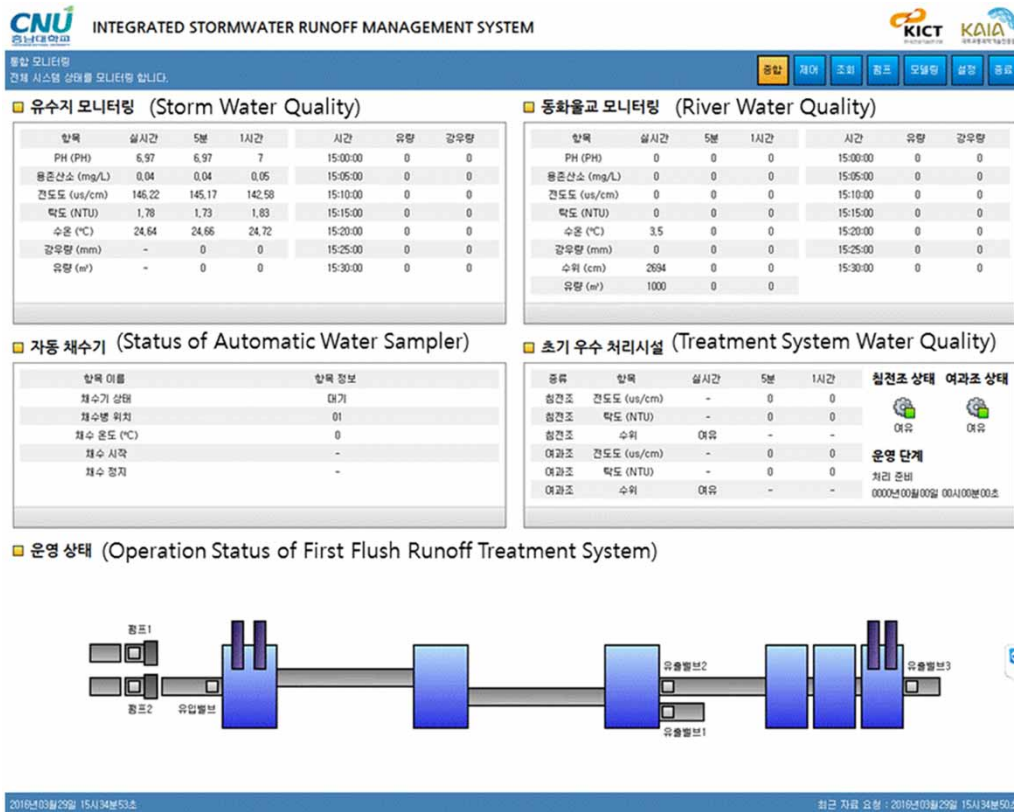 CNU INTEGRATED STORMWATER RUNOFF MANAGEMENT SYSTEM KICT KAIA
충남대학교
통합 모니터링
전체 시스템 상태를 모니터링 합니다.
종합 제어 조회 펌프 모델링 설정 종료
유수지 모니터링 (Storm Water Quality)
항목 실시간 5분 1시간 시간 유량 강우량
PH (PH) 6,97 6,97 7 15:00:00 0 0
용존산소 (mg/L) 0,04 0,04 0,05 15:05:00 0 0
전도도 (us/cm) 146,22 145,17 142,58 15:10:00 0 0
탁도 (NTU) 1,78 1,73 1,83 15:15:00 0 0
수온 (℃) 24,64 24,66 24,72 15:20:00 0 0
강우량 (mm) - 0 0 15:25:00 0 0
유량 (㎥) - 0 0 15:30:00 0 0
동화울교 모니터링 (River Water Quality)
항목 실시간 5분 1시간 시간 유량 강우량
PH (PH) 0 0 0 15:00:00 0 0
용존산소 (mg/L) 0 0 0 15:05:00 0 0
전도도 (us/cm) 0 0 0 15:10:00 0 0
탁도 (NTU) 0 0 0 15:15:00 0 0
수온 (℃) 3,5 0 0 15:20:00 0 0
강우량 (mm) 0 0 0 15:25:00 0 0
수위 (cm) 2694 0 0 15:30:00 0 0
유량 (㎥) 1000 0 0
자동 채수기 (Status of Automatic Water Sampler)
항목 이름 항목 정보
채수기 상태 대기
채수병 위치 01
채수 온도 (℃) 0
채수 시작 -
채수 정지 -
초기 우수 처리시설 (Treatment System Water Quality)
종류 항목 실시간 5분 1시간
침전조 전도도 (us/cm) - 0 0
침전조 탁도 (NTU) - 0 0
침전조 수위 여유 - -
여과조 전도도 (us/cm) - 0 0
여과조 탁도 (NTU) - 0 0
여과조 수위 여유 - -
침전조 상태 여과조 상태
여유 여유
운영 단계
처리 준비
0000년00월00일 00시00분00초
운영 상태 (Operation Status of First Flush Runoff Treatment System)
펌프1
유출밸브2 유출밸브3
펌프2 유입밸브
유출밸브1
2016년03월29일 15시34분53초 최근 자료 요청 : 2016년03월29일 15시34분50초